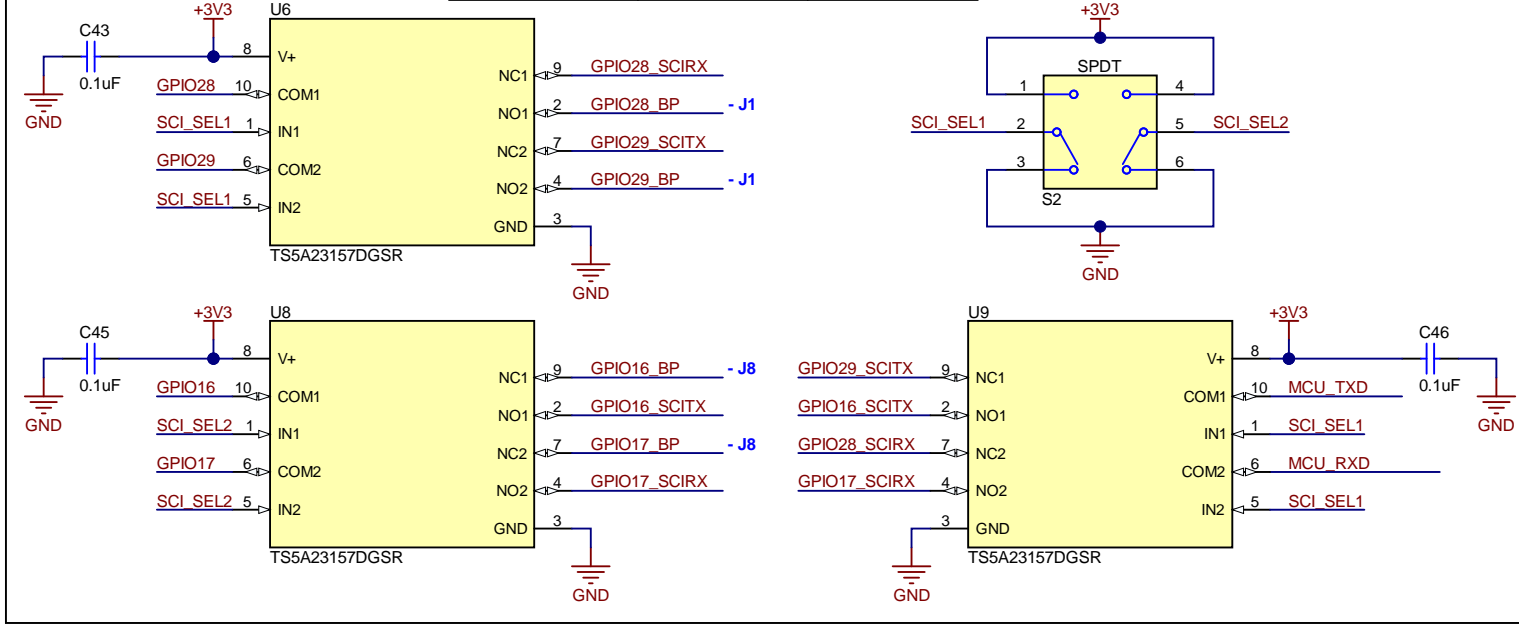 +3V3
U6
C43
0.1uF
GND
8
V+
GPIO28
10
COM1
SCI_SEL1
1
IN1
GPIO29
6
COM2
SCI_SEL1
5
IN2
NC1
9
GPIO28_SCIRX
NO1
2
GPIO28_BP
- J1
NC2
7
GPIO29_SCITX
NO2
4
GPIO29_BP
- J1
GND
3
GND
TS5A23157DGSR
+3V3
SPDT
1
4
SCI_SEL1
2
5
SCI_SEL2
3
6
S2
GND
+3V3
U8
C45
0.1uF
GND
8
V+
GPIO16
10
COM1
SCI_SEL2
1
IN1
GPIO17
6
COM2
SCI_SEL2
5
IN2
NC1
9
GPIO16_BP
- J8
NO1
2
GPIO16_SCITX
NC2
7
GPIO17_BP
- J8
NO2
4
GPIO17_SCIRX
GND
3
GND
TS5A23157DGSR
U9
+3V3
C46
0.1uF
GND
GPIO29_SCITX
9
NC1
GPIO16_SCITX
2
NO1
GPIO28_SCIRX
7
NC2
GPIO17_SCIRX
4
NO2
3
GND
GND
V+
8
COM1
10
MCU_TXD
IN1
1
SCI_SEL1
COM2
6
MCU_RXD
IN2
5
SCI_SEL1
TS5A23157DGSR